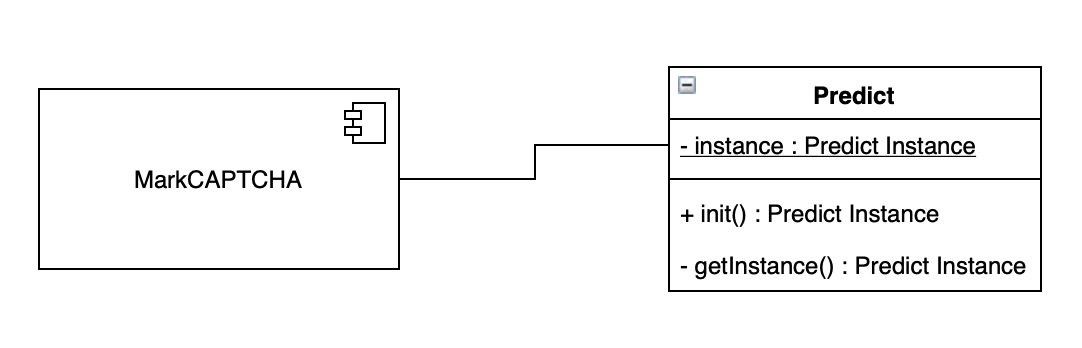 MarkCAPTCHA
Predict
- instance : Predict Instance
+ init() : Predict Instance
- getInstance() : Predict Instance